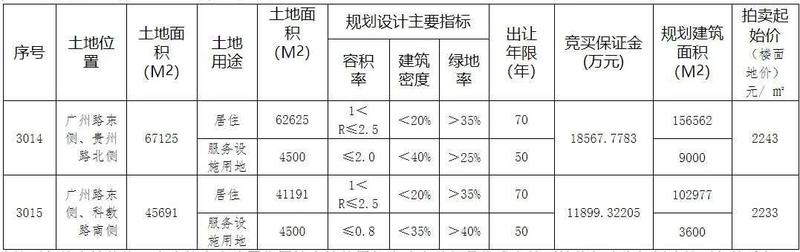 序号 土地位置 土地面积(M2) 土地用途 土地面积(M2) 规划设计主要指标 出让年限(年) 竞买保证金(万元) 规划建筑面积(M2) 拍卖起始价(楼面地价)元/㎡
容积率 建筑密度 绿地率
3014 广州路东侧、贵州路北侧 67125 居住 62625 1＜R≤2.5 <20% >35% 70 18567.7783 156562 2243
服务设施用地 4500 ≤2.0 <40% >25% 50 9000
3015 广州路东侧、科教路南侧 45691 居住 41191 1＜R≤2.5 <20% >35% 70 11899.32205 102977 2233
服务设施用地 4500 ≤0.8 <35% >40% 50 3600